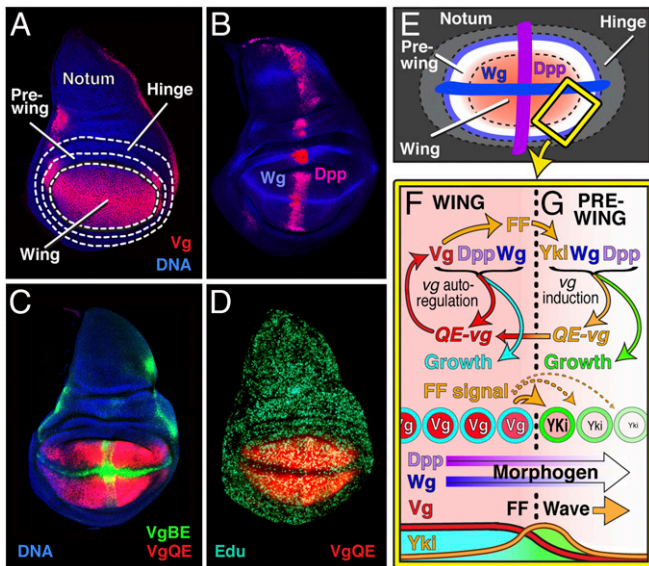 A
Notum
Pre-
wing
Hinge
Wing
Vg
DNA
B
Wg
Dpp
C
VgBE
DNA
VgQE
D
Edu
VgQE
E
Notum
Pre-
wing
Hinge
Wg
Dpp
Wing
F
WING
FF
G
PRE-
WING
Vg Dpp Wg
Yki Wg Dpp
vg auto-
regulation
vg
induction
QE-vg
QE-vg
Growth
Growth
FF signal
Vg
Vg
Vg
Vg
YKi
Yki
Yki
Dpp
Morphogen
Wg
Vg
FF
Wave
Yki